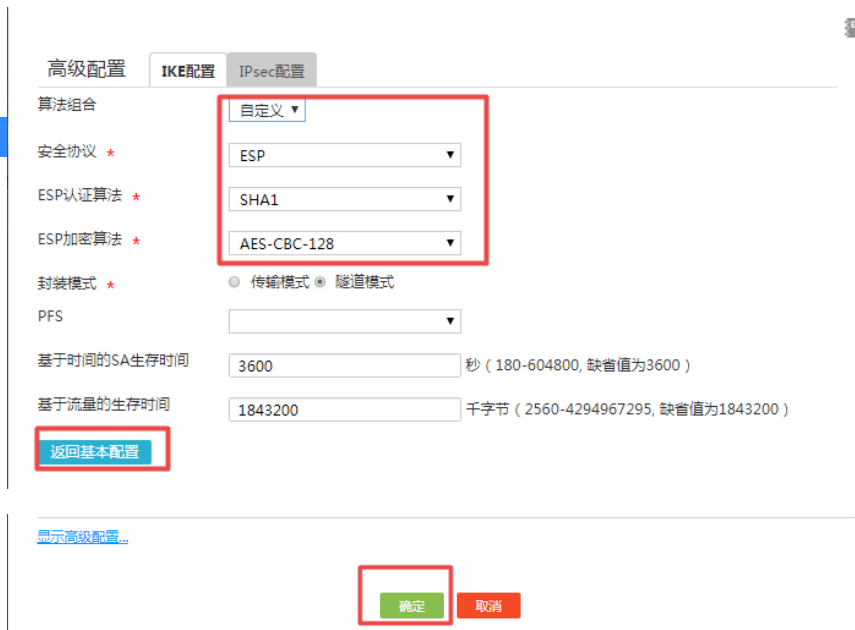 高级配置 IKE配置 IPsec配置
算法组合 自定义
安全协议 * ESP
ESP认证算法 * SHA1
ESP加密算法 * AES-CBC-128
封装模式 * 传输模式 隧道模式
PFS
基于时间的SA生存时间 3600 秒（180-604800, 缺省值为3600）
基于流量的生存时间 1843200 千字节（2560-4294967295, 缺省值为1843200）
返回基本配置
显示高级配置...
确定 取消